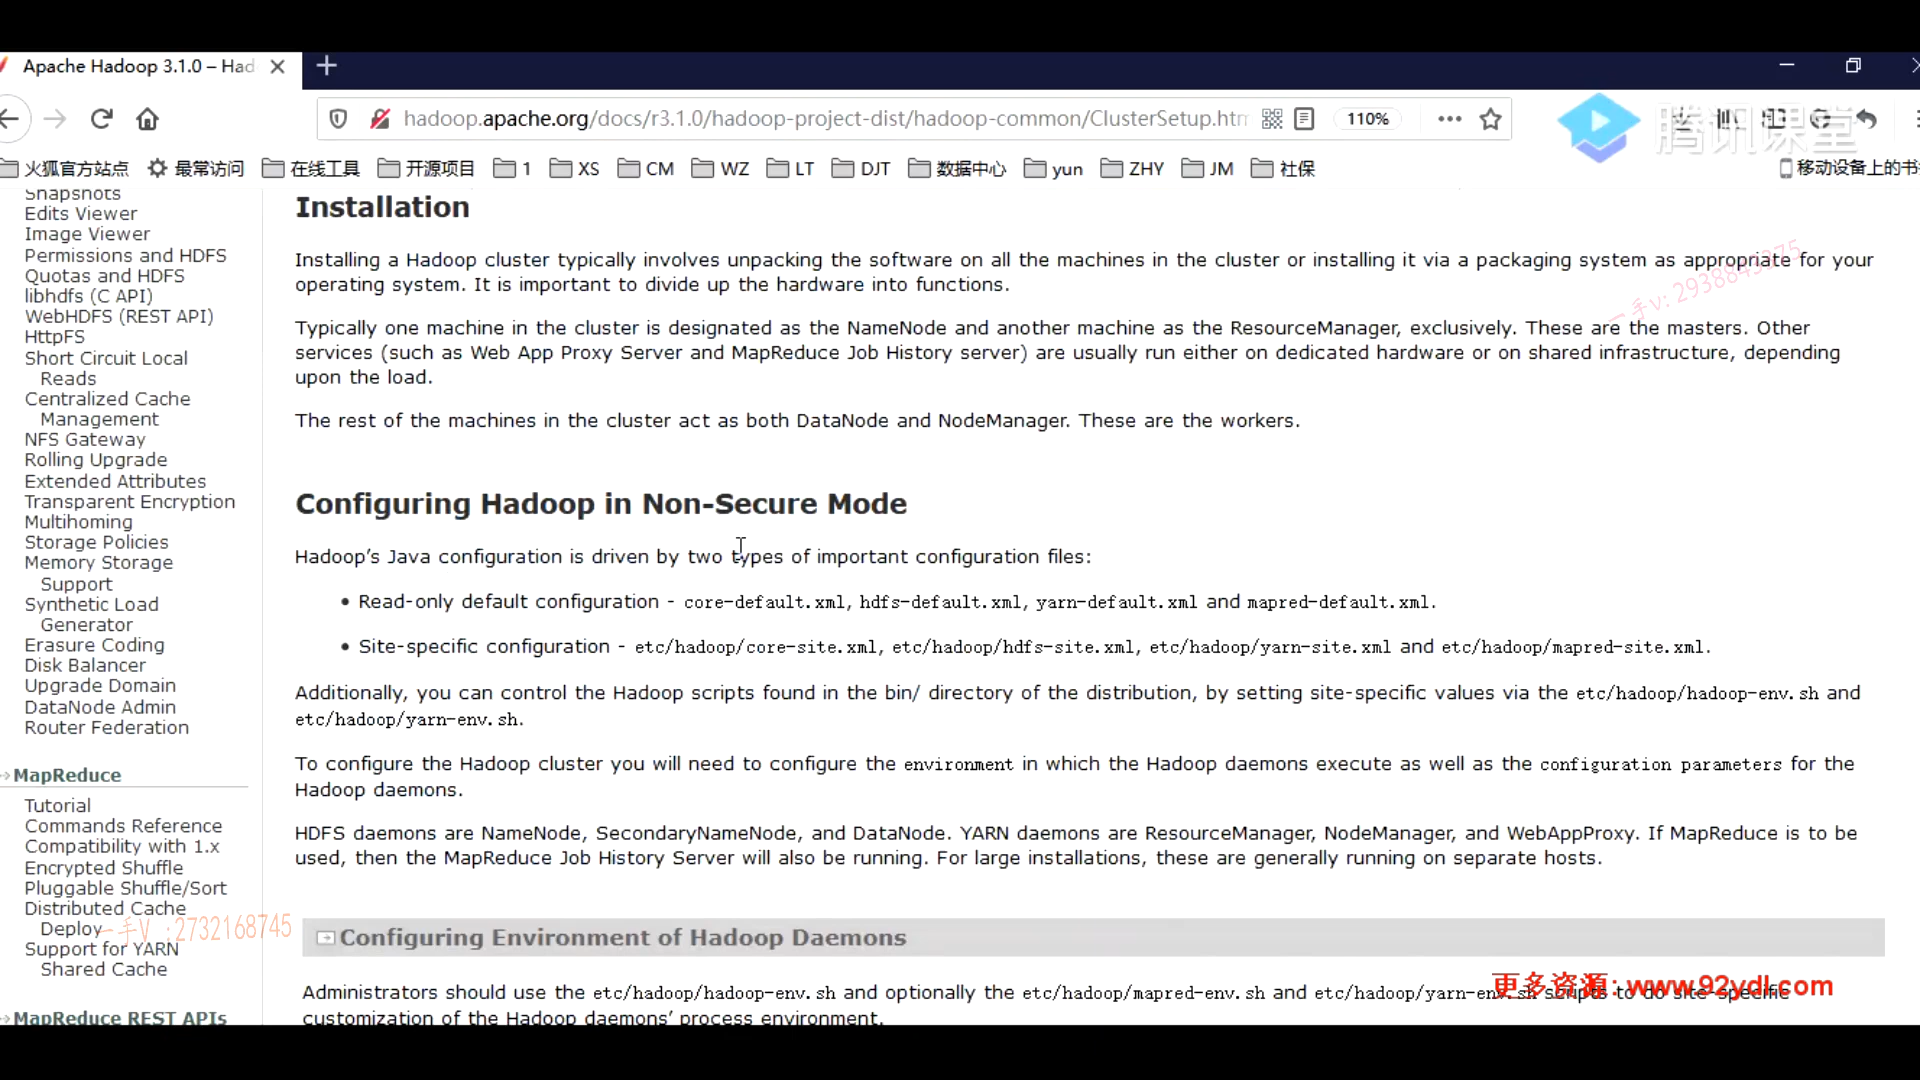 Apache Hadoop 3.1.0 – Had
hadoop.apache.org/docs/r3.1.0/hadoop-project-dist/hadoop-common/ClusterSetup.htm
110%
腾讯课堂
火狐官方站点 最常访问 在线工具 开源项目 1 XS CM WZ LT DJT 数据中心 yun ZHY JM 社保
移动设备上的书
Snapshots
Edits Viewer
Image Viewer
Permissions and HDFS
Quotas and HDFS
libhdfs (C API)
WebHDFS (REST API)
HttpFS
Short Circuit Local
Reads
Centralized Cache
Management
NFS Gateway
Rolling Upgrade
Extended Attributes
Transparent Encryption
Multihoming
Storage Policies
Memory Storage
Support
Synthetic Load
Generator
Erasure Coding
Disk Balancer
Upgrade Domain
DataNode Admin
Router Federation
MapReduce
Tutorial
Commands Reference
Compatibility with 1.x
Encrypted Shuffle
Pluggable Shuffle/Sort
Distributed Cache
Deploy
Support for YARN
Shared Cache
MapReduce REST APIs
一手V :2732168745
Installation
Installing a Hadoop cluster typically involves unpacking the software on all the machines in the cluster or installing it via a packaging system as appropriate for your
operating system. It is important to divide up the hardware into functions.
一手v: 2938845275
Typically one machine in the cluster is designated as the NameNode and another machine as the ResourceManager, exclusively. These are the masters. Other
services (such as Web App Proxy Server and MapReduce Job History server) are usually run either on dedicated hardware or on shared infrastructure, depending
upon the load.
The rest of the machines in the cluster act as both DataNode and NodeManager. These are the workers.
Configuring Hadoop in Non-Secure Mode
Hadoop’s Java configuration is driven by two types of important configuration files:
• Read-only default configuration - core-default.xml, hdfs-default.xml, yarn-default.xml and mapred-default.xml.
• Site-specific configuration - etc/hadoop/core-site.xml, etc/hadoop/hdfs-site.xml, etc/hadoop/yarn-site.xml and etc/hadoop/mapred-site.xml.
Additionally, you can control the Hadoop scripts found in the bin/ directory of the distribution, by setting site-specific values via the etc/hadoop/hadoop-env.sh and
etc/hadoop/yarn-env.sh.
To configure the Hadoop cluster you will need to configure the environment in which the Hadoop daemons execute as well as the configuration parameters for the
Hadoop daemons.
HDFS daemons are NameNode, SecondaryNameNode, and DataNode. YARN daemons are ResourceManager, NodeManager, and WebAppProxy. If MapReduce is to be
used, then the MapReduce Job History Server will also be running. For large installations, these are generally running on separate hosts.
Configuring Environment of Hadoop Daemons
Administrators should use the etc/hadoop/hadoop-env.sh and optionally the etc/hadoop/mapred-env.sh and etc/hadoop/yarn-env.sh scripts to do site-specific
customization of the Hadoop daemons’ process environment.
更多资源: www.92ydl.com